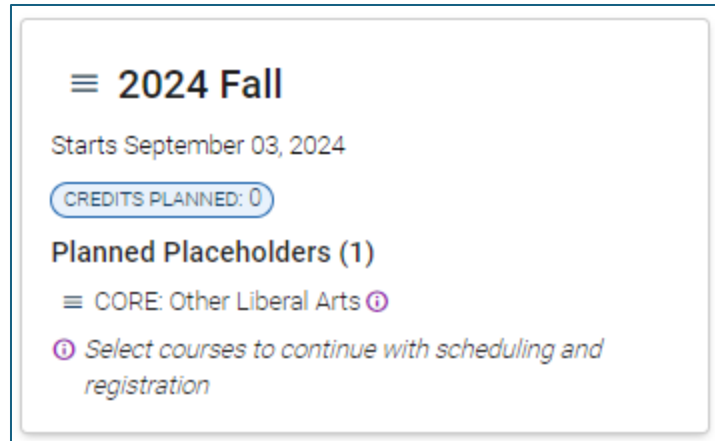 2024 Fall
Starts September 03, 2024
CREDITS PLANNED: 0
Planned Placeholders (1)
CORE: Other Liberal Arts
Select courses to continue with scheduling and
registration